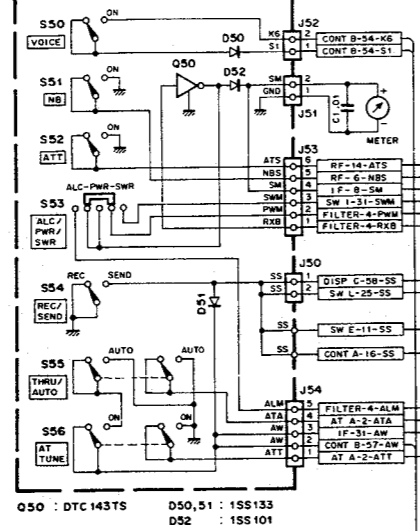 S50
VOICE
ON
D50
K6
S1
J52
2
1
CONT B-54-K6
CONT B-54-S1
S51
NB
ON
Q50
D52
SM
GND
2
1
J51
C1 .01
+
-
METER
S52
ATT
ON
J53
ATS 6 RF-14-ATS
NBS 5 RF-6-NBS
SM 4 IF-8-SM
SWM 3 SW I-31-SWM
PWM 2 FILTER-4-PWM
RXB 1 FILTER-4-RXB
ALC-PWR-SWR
S53
ALC/
PWR/
SWR
J50
SS 1 DISP C-58-SS
SS 2 SW L-25-SS
SS SW E-11-SS
SS CONT A-16-SS
REC SEND
S54
REC/
SEND
D51
S55
THRU/
AUTO
AUTO
AUTO
S56
AT
TUNE
ON
ON
J54
ALM 5 FILTER-4-ALM
ATA 4 AT A-2-ATA
AW 3 IF-31-AW
AW 2 CONT B-57-AW
ATT 1 AT A-2-ATT
Q50 : DTC143TS
D50,51 : 1SS133
D52 : 1SS101